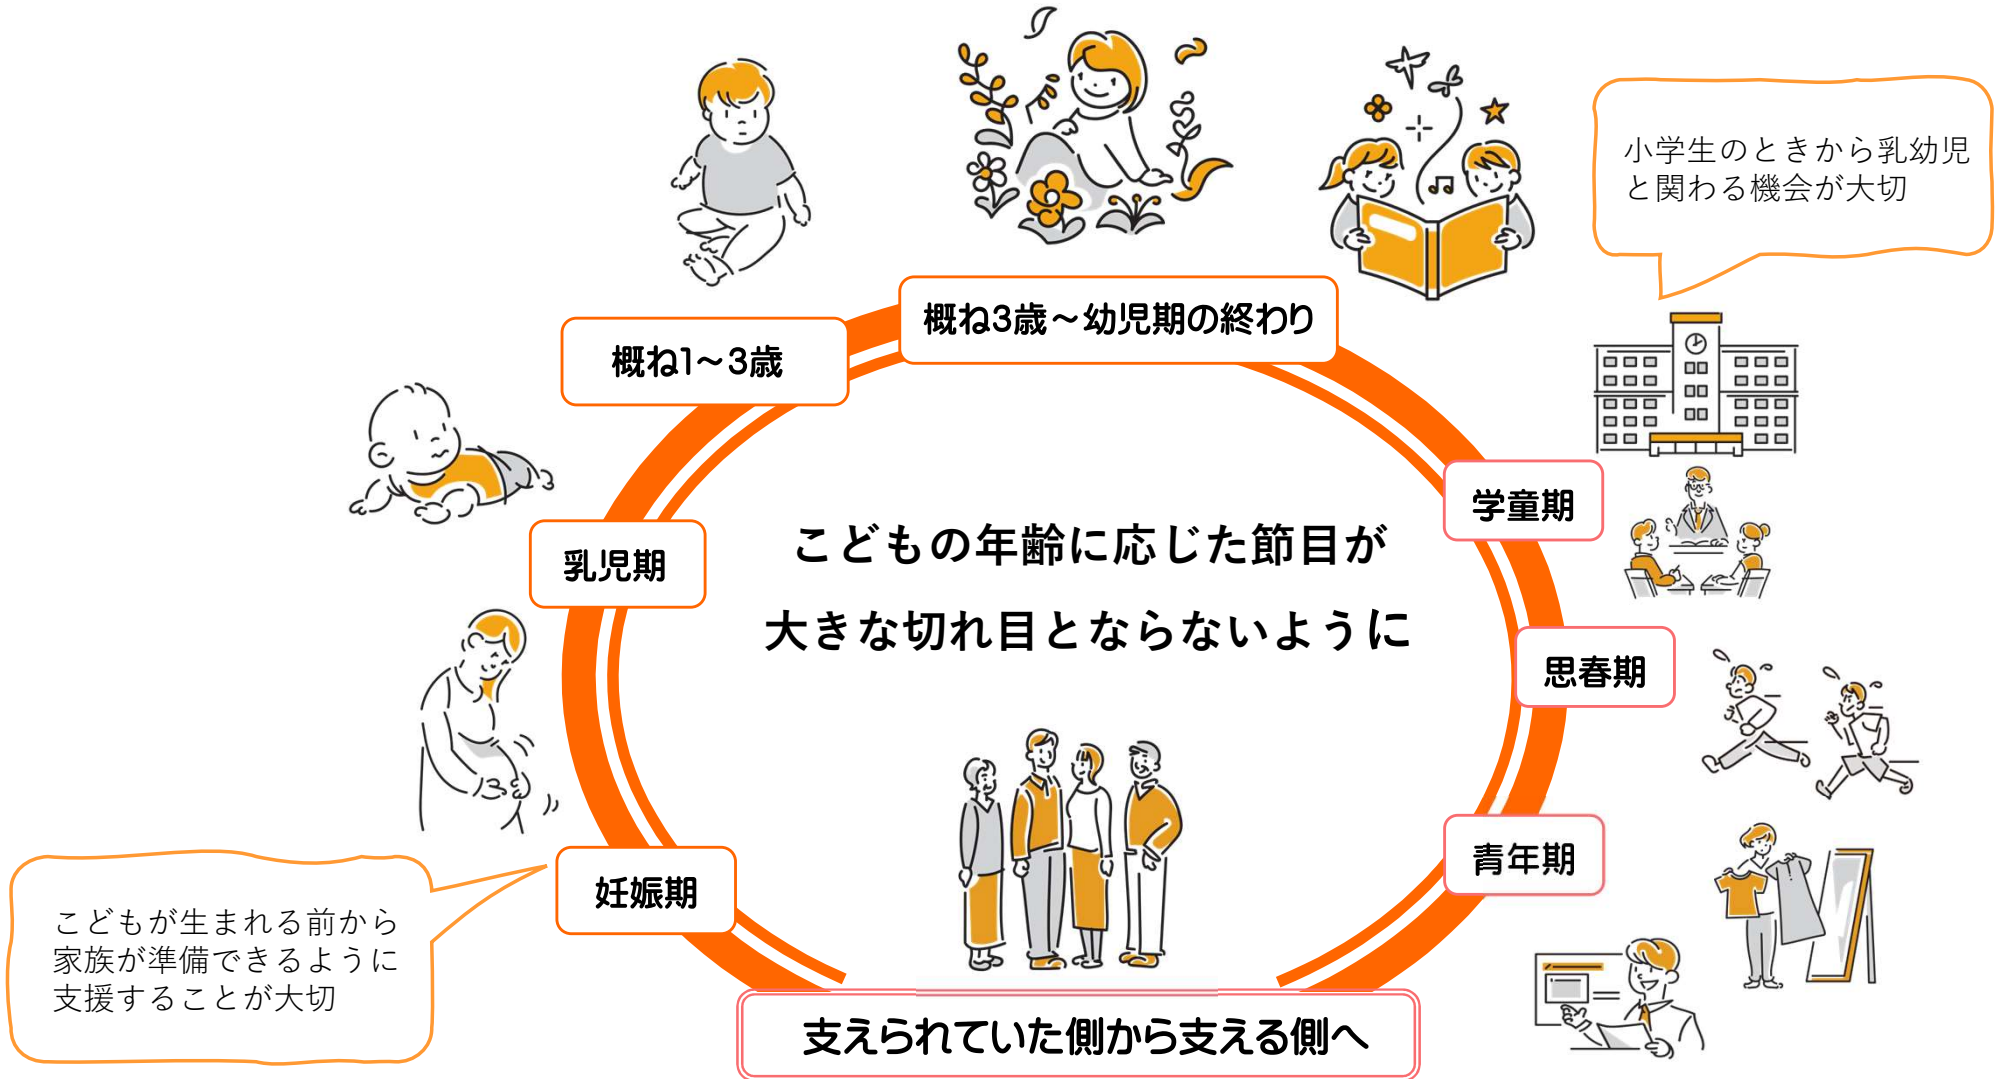 小学生のときから乳幼児
と関わる機会が大切
概ね3歳～幼児期の終わり
概ね1～3歳
学童期
乳児期
こどもの年齢に応じた節目が
大きな切れ目とならないように
思春期
青年期
妊娠期
こどもが生まれる前から
家族が準備できるように
支援することが大切
支えられていた側から支える側へ